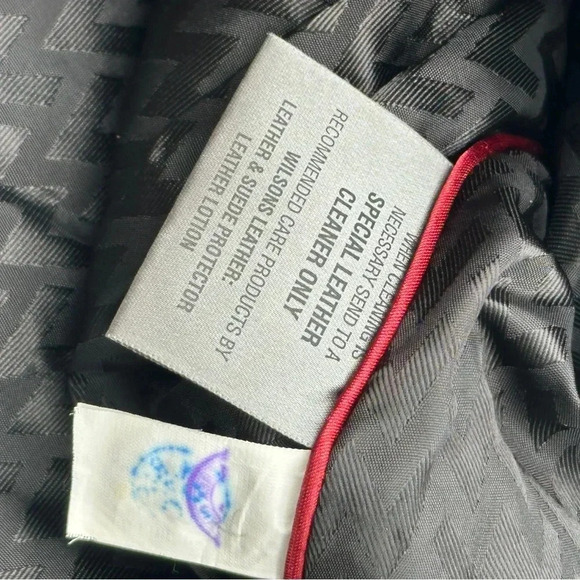 WHEN CLEANING IS
NECESSARY SEND TO A
SPECIAL LEATHER
CLEANER ONLY
RECOMMENDED CARE PRODUCTS BY
WILSONS LEATHER:
LEATHER & SUEDE PROTECTOR
LEATHER LOTION